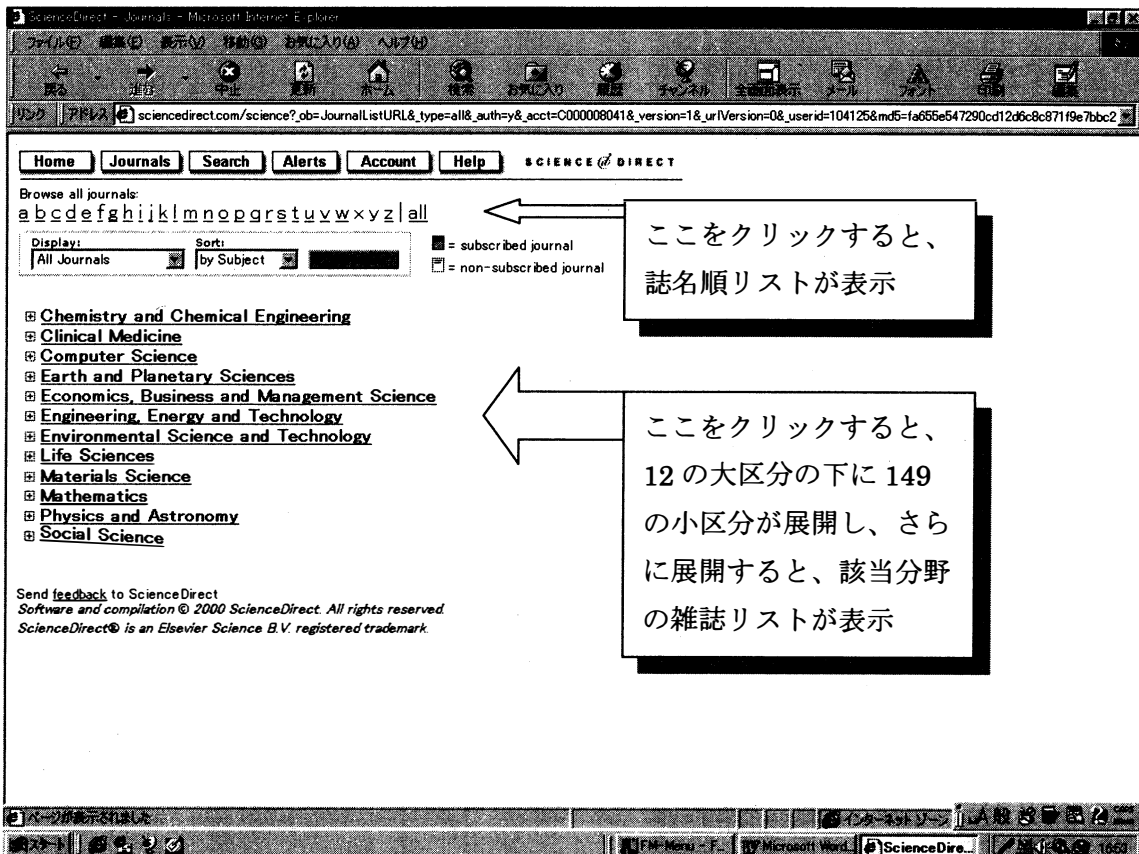 ScienceDirect - Journals - Microsoft Internet Explorer
ファイル(F) 編集(E) 表示(V) 移動(G) お気に入り(A) ヘルプ(H)
戻る 進む 中止 更新 ホーム 検索 お気に入り 履歴 チャンネル 全画面表示 メール フォント 印刷 編集
リンク アドレス sciencedirect.com/science?_ob=JournalListURL&_type=all&_auth=y&_acct=C000008041&_version=1&_urlVersion=0&_userid=104125&md5=fa655e547290cd12d6c8c871f9e7bbc2
Home Journals Search Alerts Account Help SCIENCE @ DIRECT
Browse all journals:
a b c d e f g h i j k l m n o p q r s t u v w x y z | all
Display: Sort:
All Journals by Subject
= subscribed journal
= non-subscribed journal
ここをクリックすると、
誌名順リストが表示
Chemistry and Chemical Engineering
Clinical Medicine
Computer Science
Earth and Planetary Sciences
Economics, Business and Management Science
Engineering, Energy and Technology
Environmental Science and Technology
Life Sciences
Materials Science
Mathematics
Physics and Astronomy
Social Science
ここをクリックすると、
12 の大区分の下に 149
の小区分が展開し、さら
に展開すると、該当分野
の雑誌リストが表示
Send feedback to ScienceDirect
Software and compilation © 2000 ScienceDirect. All rights reserved.
ScienceDirect® is an Elsevier Science B.V. registered trademark.
ページが表示されました インターネット ゾーン
スタート FM-Menu - F... Microsoft Word... ScienceDire...